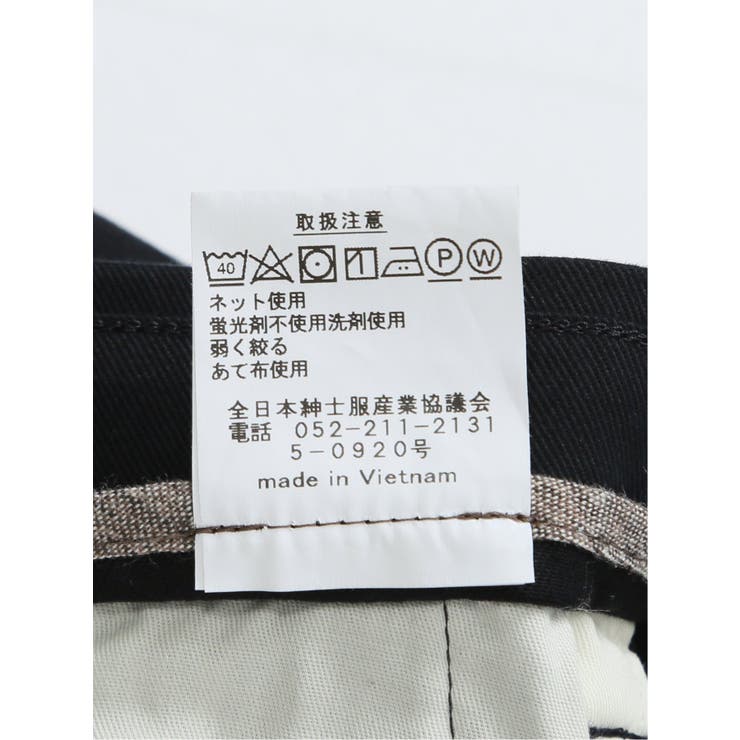 取扱注意
40 P W
ネット使用
蛍光剤不使用洗剤使用
弱く絞る
あて布使用
全日本紳士服産業協議会
電話 052-211-2131
5-0920号
made in Vietnam